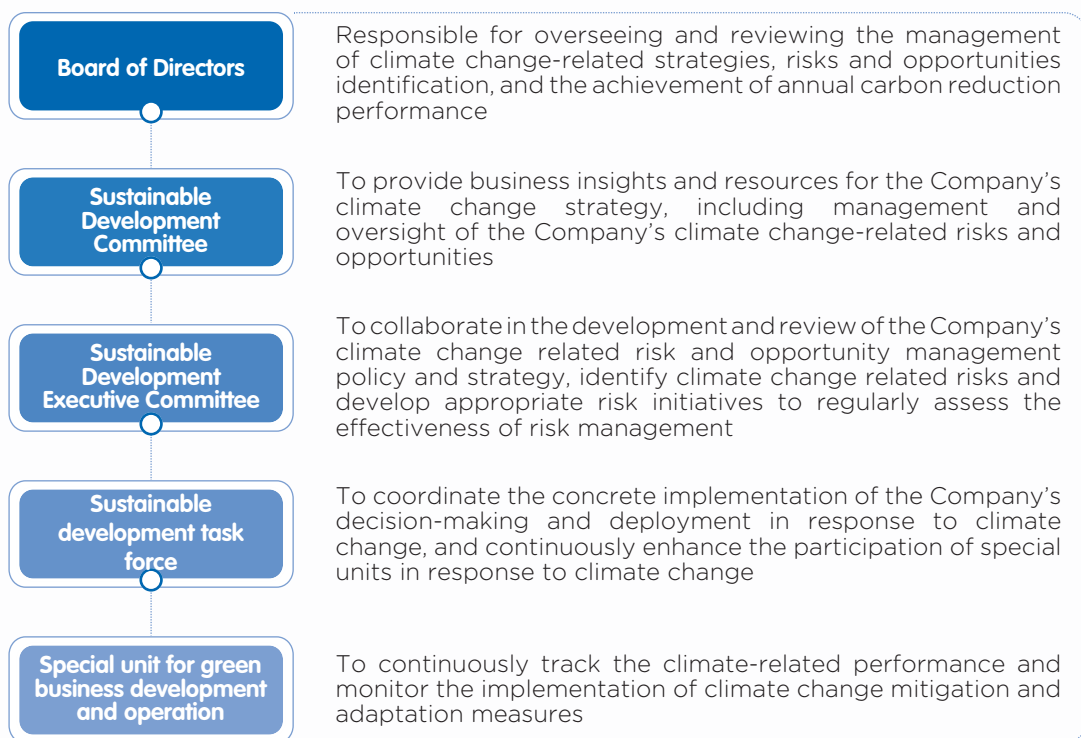 Board of Directors
Responsible for overseeing and reviewing the management
of climate change-related strategies, risks and opportunities
identification, and the achievement of annual carbon reduction
performance
Sustainable
Development
Committee
To provide business insights and resources for the Company’s
climate change strategy, including management and
oversight of the Company’s climate change-related risks and
opportunities
Sustainable
Development
Executive Committee
To collaborate in the development and review of the Company’s
climate change related risk and opportunity management
policy and strategy, identify climate change related risks and
develop appropriate risk initiatives to regularly assess the
effectiveness of risk management
Sustainable
development task
force
To coordinate the concrete implementation of the Company’s
decision-making and deployment in response to climate
change, and continuously enhance the participation of special
units in response to climate change
Special unit for green
business development
and operation
To continuously track the climate-related performance and
monitor the implementation of climate change mitigation and
adaptation measures